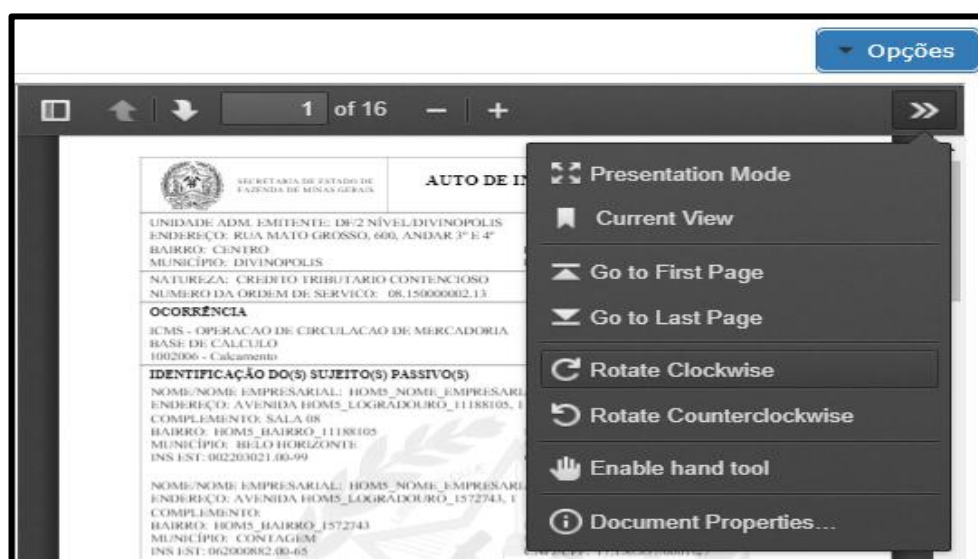 Opções
1 of 16
Presentation Mode
Current View
Go to First Page
Go to Last Page
Rotate Clockwise
Rotate Counterclockwise
Enable hand tool
Document Properties...
SECRETARIA DE ESTADO DE
FAZENDA DE MINAS GERAIS
AUTO DE
UNIDADE ADM. EMITENTE: DF/2 NÍVEL/DIVINOPOLIS
ENDEREÇO: RUA MATO GROSSO, 600, ANDAR 3º E 4º
BAIRRO: CENTRO
MUNICÍPIO: DIVINOPOLIS
NATUREZA: CREDITO TRIBUTARIO CONTENCIOSO
NUMERO DA ORDEM DE SERVICO: 08.150000002.13
OCORRÊNCIA
ICMS - OPERACAO DE CIRCULACAO DE MERCADORIA
BASE DE CALCULO
1002006 - Calcamento
IDENTIFICAÇÃO DO(S) SUJEITO(S) PASSIVO(S)
NOME/NOME EMPRESARIAL: HOM5_NOME_EMPRESARI
ENDEREÇO: AVENIDA HOM5_LOGRADOURO_11188105, 1
COMPLEMENTO: SALA 08
BAIRRO: HOM5_BAIRRO_11188105
MUNICÍPIO: BELO HORIZONTE
INS EST: 002203021.00-99
NOME/NOME EMPRESARIAL: HOM5_NOME_EMPRESARI
ENDEREÇO: AVENIDA HOM5_LOGRADOURO_1572743, 1
COMPLEMENTO:
BAIRRO: HOM5_BAIRRO_1572743
MUNICÍPIO: CONTAGEM
INS EST: 062000882.00-65